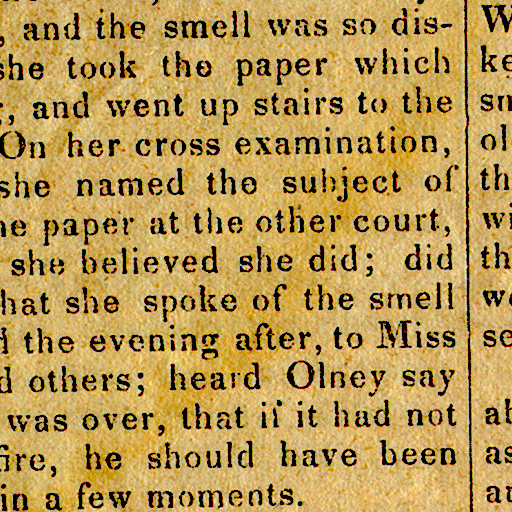 , and the smell was so dis-
she took the paper which
; and went up stairs to the
On her cross examination,
she named the subject of
he paper at the other court,
she believed she did; did
hat she spoke of the smell
d the evening after, to Miss
d others; heard Olney say
was over, that if it had not
fire, he should have been
in a few moments.
W
ke
sm
ol
th
wi
th
we
se
ab
as